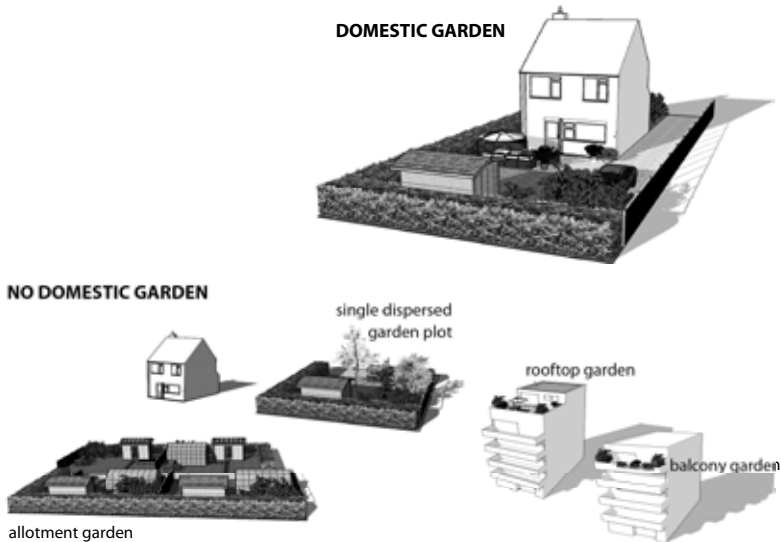 DOMESTIC GARDEN
NO DOMESTIC GARDEN
single dispersed
garden plot
rooftop garden
balcony garden
allotment garden